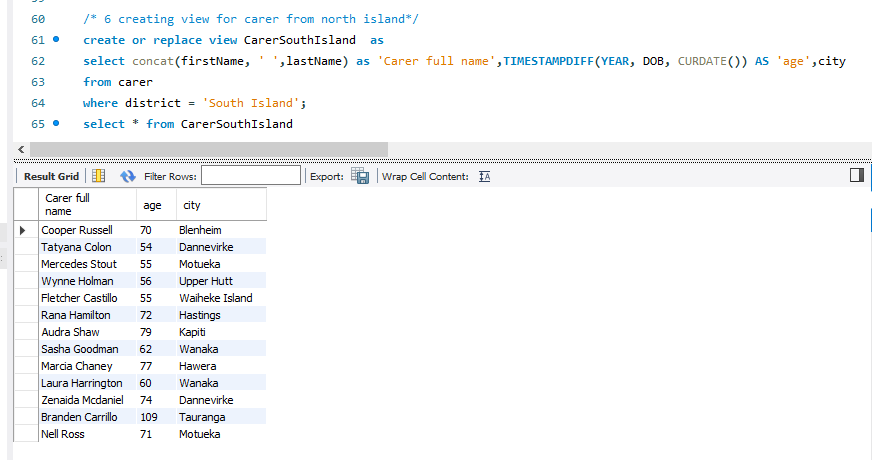 60 /* 6 creating view for carer from north island*/
61 create or replace view CarerSouthIsland as
62 select concat(firstName, ' ',lastName) as 'Carer full name',TIMESTAMPDIFF(YEAR, DOB, CURDATE()) AS 'age',city
63 from carer
64 where district = 'South Island';
65 select * from CarerSouthIsland
Result Grid Filter Rows: Export: Wrap Cell Content: IA
Carer full
name age city
Cooper Russell 70 Blenheim
Tatyana Colon 54 Dannevirke
Mercedes Stout 55 Motueka
Wynne Holman 56 Upper Hutt
Fletcher Castillo 55 Waiheke Island
Rana Hamilton 72 Hastings
Audra Shaw 79 Kapiti
Sasha Goodman 62 Wanaka
Marcia Chaney 77 Hawera
Laura Harrington 60 Wanaka
Zenaida Mcdaniel 74 Dannevirke
Branden Carrillo 109 Tauranga
Nell Ross 71 Motueka